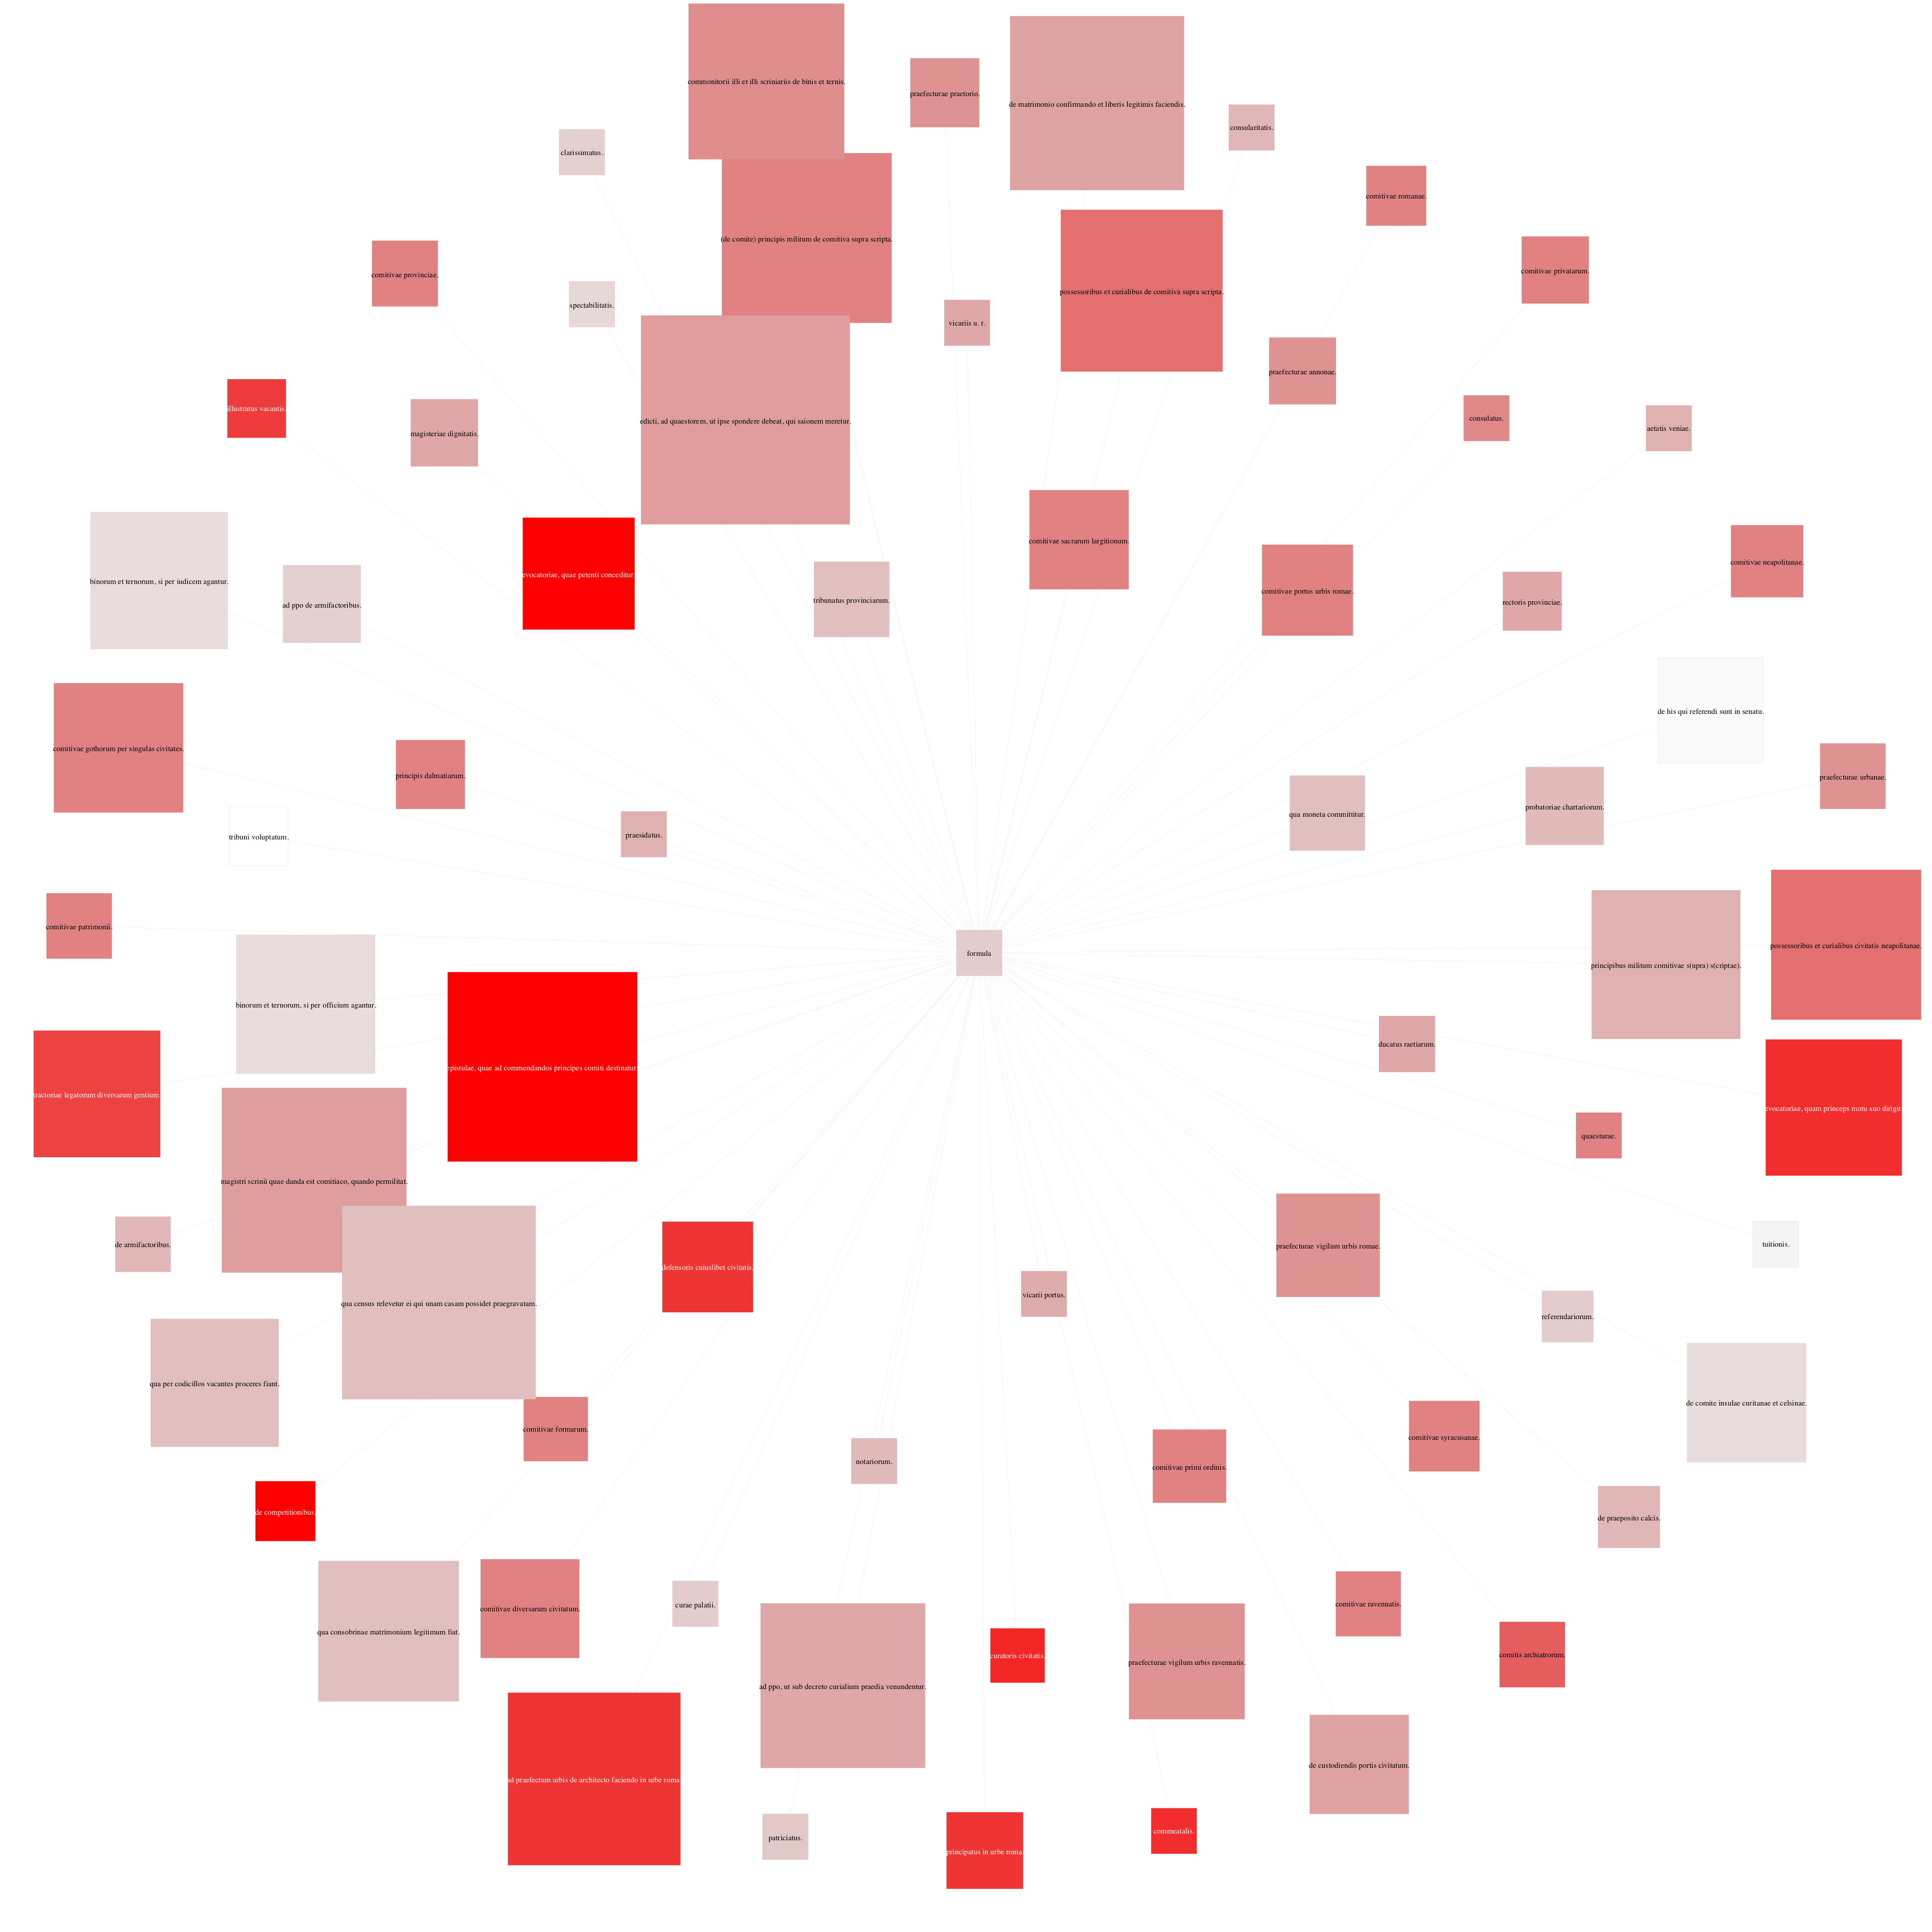 commonitorii illi et illi scriniariis de binis et ternis.
praefecturae praetorio.
de matrimonio confirmando et liberis legitimis faciendis.
consularitatis.
clarissimatus.
comitivae romanae.
(de comite) principis militum de comitiva supra scripta.
comitivae privatarum.
comitivae provinciae.
possessoribus et curialibus de comitiva supra scripta.
spectabilitatis.
vicariis u. r.
praefecturae annonae.
illustratus vacantis.
consulatus.
edicti, ad quaestorem, ut ipse spondere debeat, qui saionem meretur.
aetatis veniae.
magisteriae dignitatis.
comitivae sacrarum largitionum.
comitivae neapolitanae.
evocatoriae, quae petenti conceditur
binorum et ternorum, si per iudicem agantur.
comitivae portus urbis romae.
tribunatus provinciarum.
rectoris provinciae.
ad ppo de armifactoribus.
de his qui referendi sunt in senatu.
comitivae gothorum per singulas civitates.
principis dalmatiarum.
praefecturae urbanae.
probatoriae chartariorum.
qua moneta committitur.
praesidatus.
tribuni voluptatum.
comitivae patrimonii.
possessoribus et curialibus civitatis neapolitanae.
formula
principibus militum comitivae s(upra) s(criptae).
binorum et ternorum, si per officium agantur.
ducatus raetiarum.
epistulae, quae ad commendandos principes comiti destinatur
tractoriae legatorum diversarum gentium
evocatoriae, quam princeps motu suo dirigit
quaesturae.
magistri scrinii quae danda est comitiaco, quando permilitat.
de armifactoribus.
tuitionis.
praefecturae vigilum urbis romae.
defensoris cuiuslibet civitatis.
vicarii portus.
qua census relevetur ei qui unam casam possidet praegravatam.
referendariorum.
qua per codicillos vacantes proceres fiant.
de comite insulae curitanae et celsinae.
comitivae formarum.
comitivae syracusanae.
notariorum.
comitivae primi ordinis.
de competitionibus.
de praeposito calcis.
comitivae ravennatis.
curae palatii.
comitivae diversarum civitatum.
qua consobrinae matrimonium legitimum fiat.
comitis archiatrorum.
curatoris civitatis.
praefecturae vigilum urbis ravennatis.
ad ppo, ut sub decreto curialium praedia venundentur.
de custodiendis portis civitatum.
ad praefectum urbis de architecto faciendo in urbe roma
commeatalis.
patriciatus.
principatus in urbe roma.